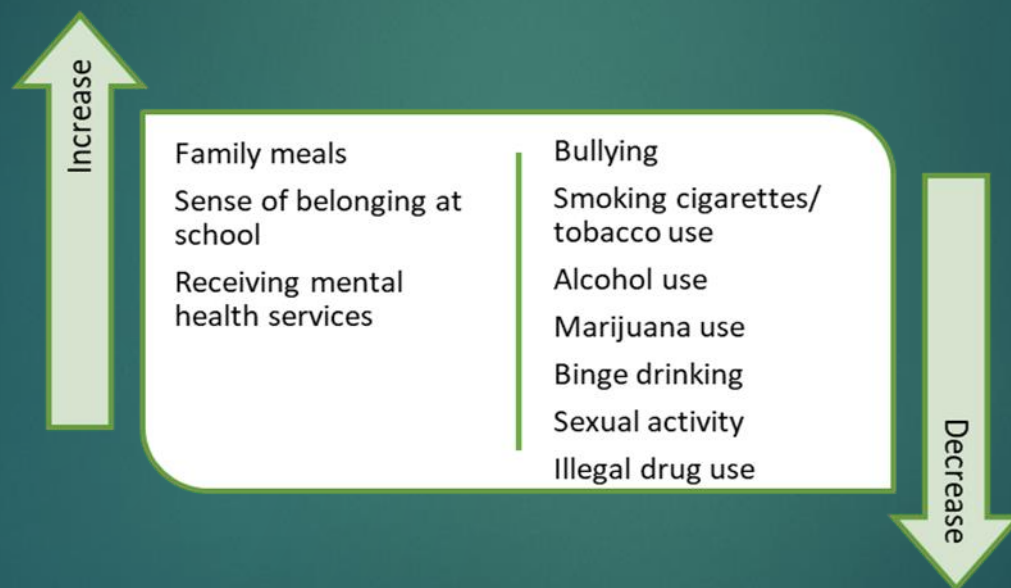 Increase
Family meals
Sense of belonging at
school
Receiving mental
health services
Bullying
Smoking cigarettes/
tobacco use
Alcohol use
Marijuana use
Binge drinking
Sexual activity
Illegal drug use
Decrease